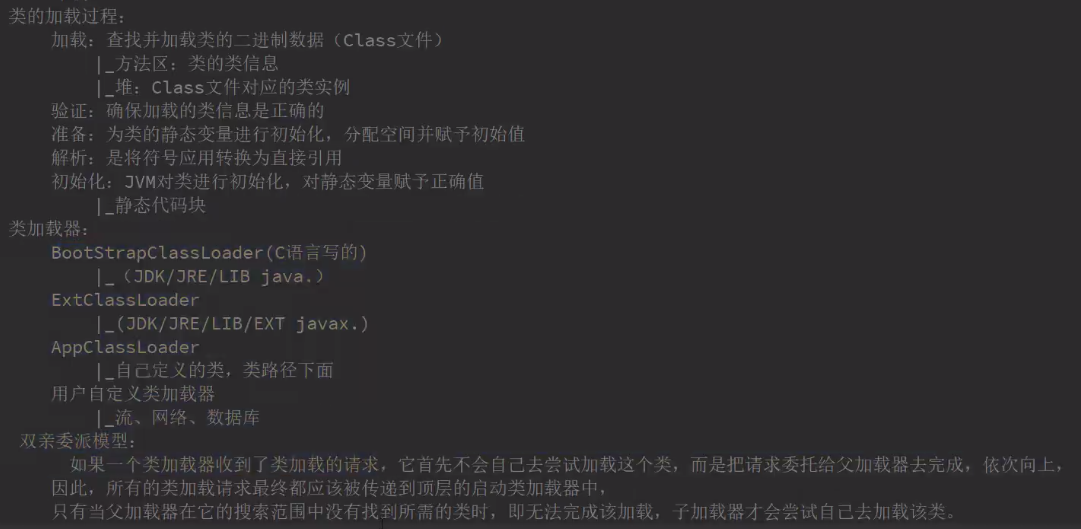 类的加载过程：
加载：查找并加载类的二进制数据（Class文件）
|_方法区：类的类信息
|_堆：Class文件对应的类实例
验证：确保加载的类信息是正确的
准备：为类的静态变量进行初始化，分配空间并赋予初始值
解析：是将符号应用转换为直接引用
初始化：JVM对类进行初始化，对静态变量赋予正确值
|_静态代码块
类加载器：
BootStrapClassLoader(C语言写的)
|_（JDK/JRE/LIB java.）
ExtClassLoader
|_(JDK/JRE/LIB/EXT javax.)
AppClassLoader
|_自己定义的类，类路径下面
用户自定义类加载器
|_流、网络、数据库
双亲委派模型：
如果一个类加载器收到了类加载的请求，它首先不会自己去尝试加载这个类，而是把请求委托给父加载器去完成，依次向上，
因此，所有的类加载请求最终都应该被传递到顶层的启动类加载器中，
只有当父加载器在它的搜索范围中没有找到所需的类时，即无法完成该加载，子加载器才会尝试自己去加载该类。